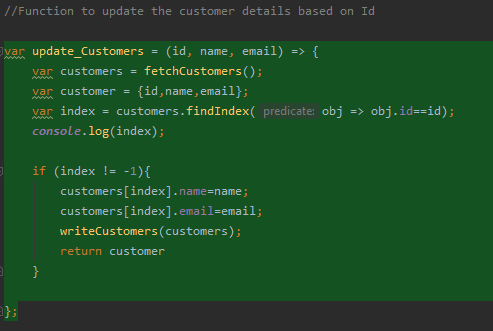 //Function to update the customer details based on Id
var update_Customers = (id, name, email) => {
var customers = fetchCustomers();
var customer = {id,name,email};
var index = customers.findIndex( predicate: obj => obj.id==id);
console.log(index);
if (index != -1){
customers[index].name=name;
customers[index].email=email;
writeCustomers(customers);
return customer
}
};